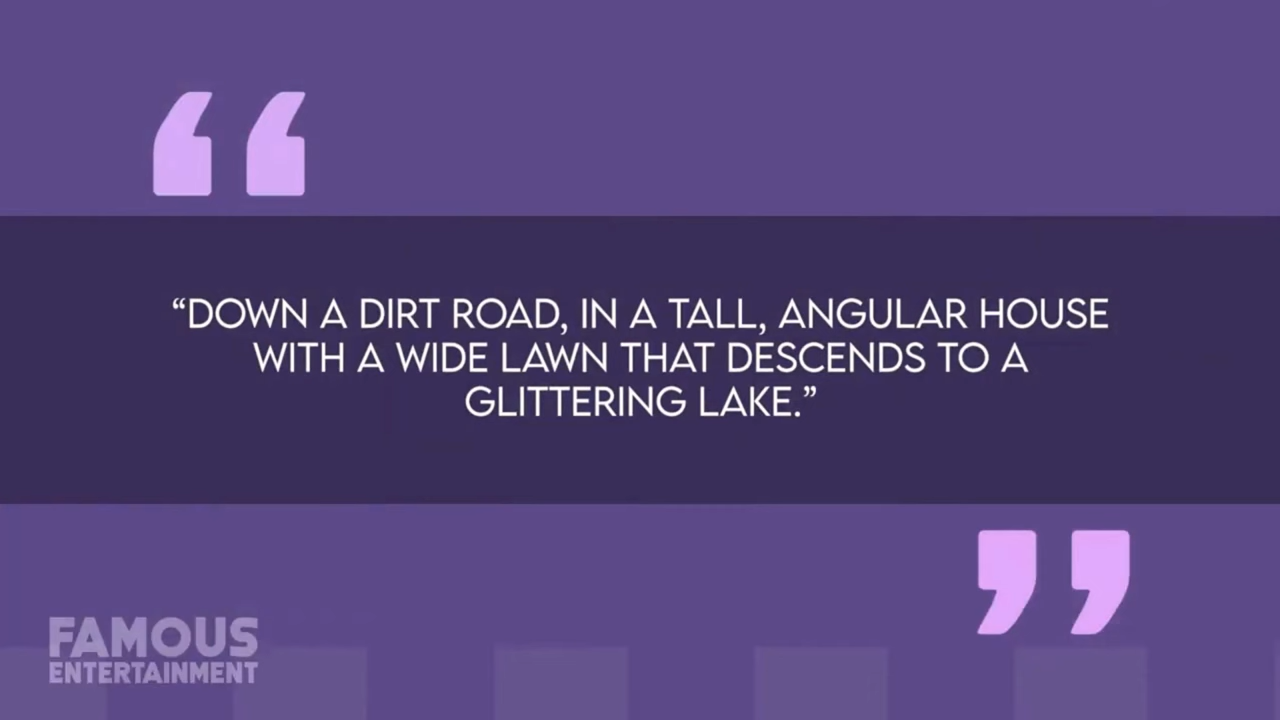 “DOWN A DIRT ROAD, IN A TALL, ANGULAR HOUSE
WITH A WIDE LAWN THAT DESCENDS TO A
GLITTERING LAKE.”
FAMOUS
ENTERTAINMENT